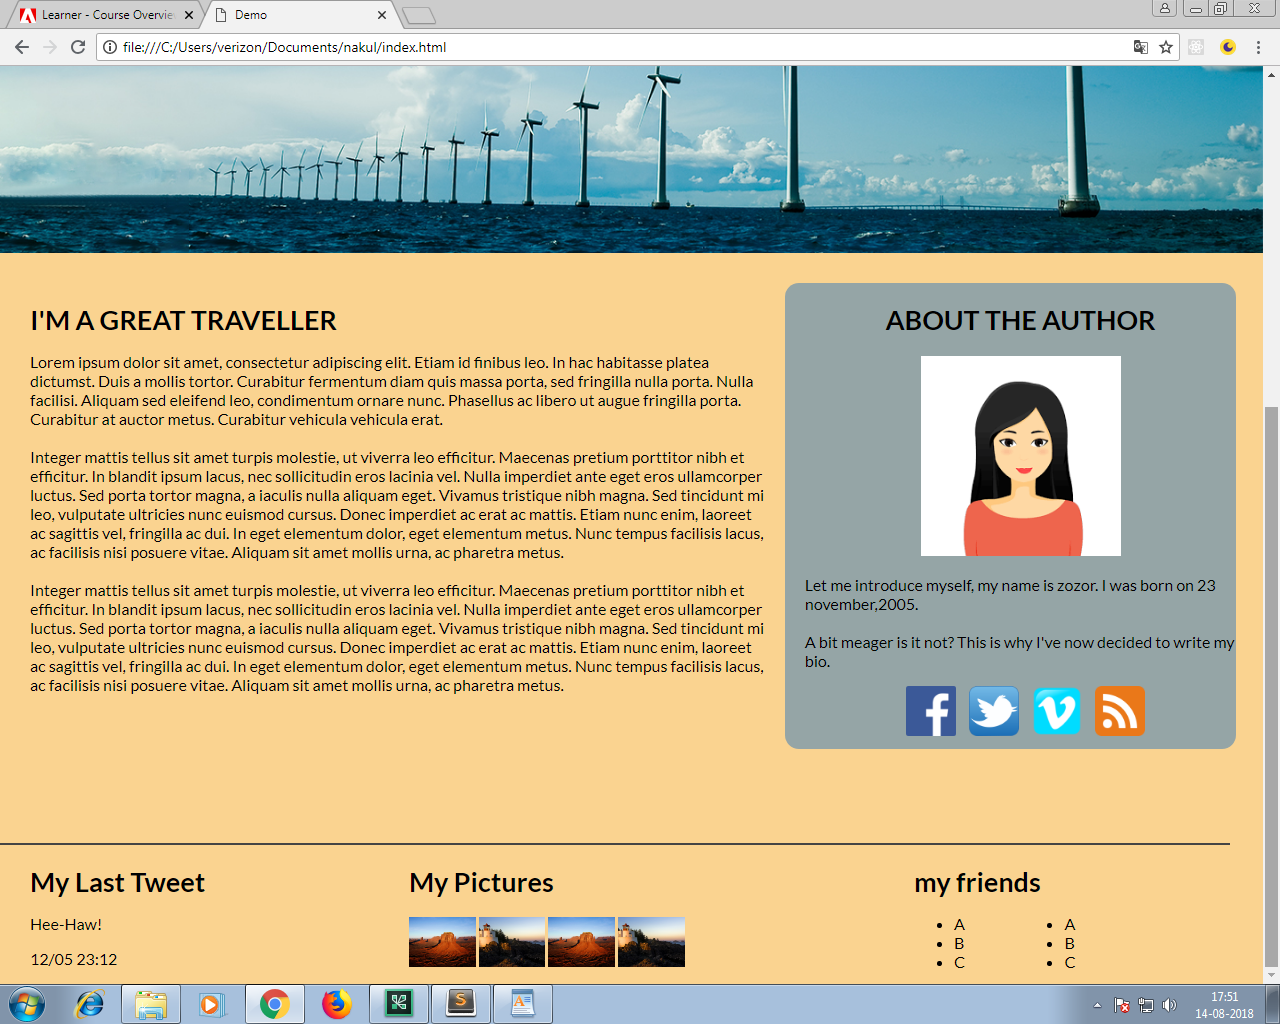 Learner - Course Overvie
Demo
file:///C:/Users/verizon/Documents/nakul/index.html
I'M A GREAT TRAVELLER
Lorem ipsum dolor sit amet, consectetur adipiscing elit. Etiam id finibus leo. In hac habitasse platea
dictumst. Duis a mollis tortor. Curabitur fermentum diam quis massa porta, sed fringilla nulla porta. Nulla
facilisi. Aliquam sed eleifend leo, condimentum ornare nunc. Phasellus ac libero ut augue fringilla porta.
Curabitur at auctor metus. Curabitur vehicula vehicula erat.
Integer mattis tellus sit amet turpis molestie, ut viverra leo efficitur. Maecenas pretium porttitor nibh et
efficitur. In blandit ipsum lacus, nec sollicitudin eros lacinia vel. Nulla imperdiet ante eget eros ullamcorper
luctus. Sed porta tortor magna, a iaculis nulla aliquam eget. Vivamus tristique nibh magna. Sed tincidunt mi
leo, vulputate ultricies nunc euismod cursus. Donec imperdiet ac erat ac mattis. Etiam nunc enim, laoreet
ac sagittis vel, fringilla ac dui. In eget elementum dolor, eget elementum metus. Nunc tempus facilisis lacus,
ac facilisis nisi posuere vitae. Aliquam sit amet mollis urna, ac pharetra metus.
Integer mattis tellus sit amet turpis molestie, ut viverra leo efficitur. Maecenas pretium porttitor nibh et
efficitur. In blandit ipsum lacus, nec sollicitudin eros lacinia vel. Nulla imperdiet ante eget eros ullamcorper
luctus. Sed porta tortor magna, a iaculis nulla aliquam eget. Vivamus tristique nibh magna. Sed tincidunt mi
leo, vulputate ultricies nunc euismod cursus. Donec imperdiet ac erat ac mattis. Etiam nunc enim, laoreet
ac sagittis vel, fringilla ac dui. In eget elementum dolor, eget elementum metus. Nunc tempus facilisis lacus,
ac facilisis nisi posuere vitae. Aliquam sit amet mollis urna, ac pharetra metus.
ABOUT THE AUTHOR
Let me introduce myself, my name is zozor. I was born on 23
november,2005.
A bit meager is it not? This is why I've now decided to write my
bio.
My Last Tweet
Hee-Haw!
12/05 23:12
My Pictures
my friends
A
B
C
A
B
C
17:51
14-08-2018